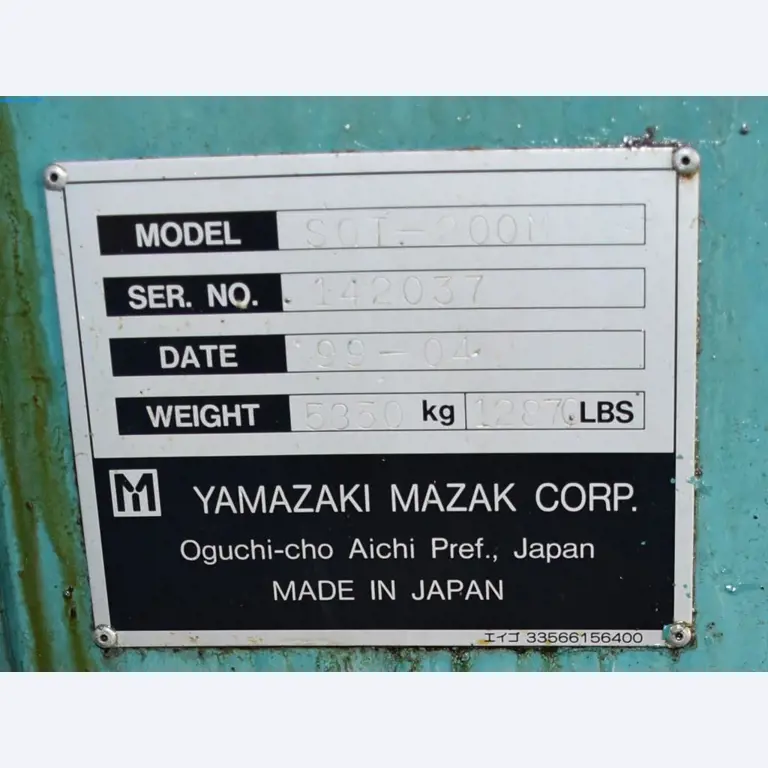 MODEL SQT-200M
SER. NO. 142037
DATE 99-04
WEIGHT kg LBS
M YAMAZAKI MAZAK CORP.
Oguchi-cho Aichi Pref., Japan
MADE IN JAPAN
エイゴ 33566156400